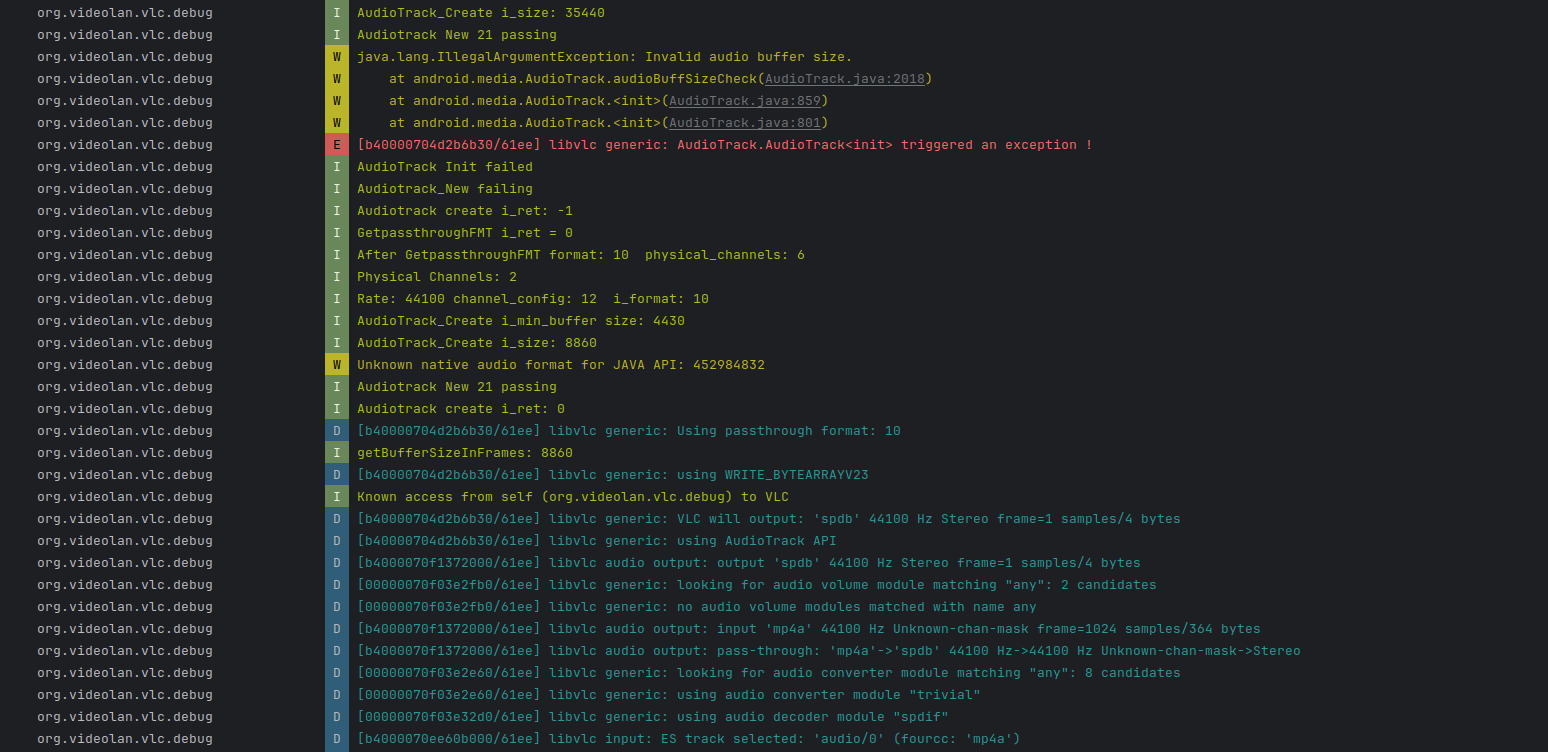 org.videolan.vlc.debug I AudioTrack_Create i_size: 35440
org.videolan.vlc.debug I Audiotrack New 21 passing
org.videolan.vlc.debug W java.lang.IllegalArgumentException: Invalid audio buffer size.
org.videolan.vlc.debug W     at android.media.AudioTrack.audioBuffSizeCheck(AudioTrack.java:2018)
org.videolan.vlc.debug W     at android.media.AudioTrack.<init>(AudioTrack.java:859)
org.videolan.vlc.debug W     at android.media.AudioTrack.<init>(AudioTrack.java:801)
org.videolan.vlc.debug E [b40000704d2b6b30/61ee] libvlc generic: AudioTrack.AudioTrack<init> triggered an exception !
org.videolan.vlc.debug I AudioTrack Init failed
org.videolan.vlc.debug I Audiotrack_New failing
org.videolan.vlc.debug I Audiotrack create i_ret: -1
org.videolan.vlc.debug I GetpassthroughFMT i_ret = 0
org.videolan.vlc.debug I After GetpassthroughFMT format: 10  physical_channels: 6
org.videolan.vlc.debug I Physical Channels: 2
org.videolan.vlc.debug I Rate: 44100 channel_config: 12  i_format: 10
org.videolan.vlc.debug I AudioTrack_Create i_min_buffer size: 4430
org.videolan.vlc.debug I AudioTrack_Create i_size: 8860
org.videolan.vlc.debug W Unknown native audio format for JAVA API: 452984832
org.videolan.vlc.debug I Audiotrack New 21 passing
org.videolan.vlc.debug I Audiotrack create i_ret: 0
org.videolan.vlc.debug D [b40000704d2b6b30/61ee] libvlc generic: Using passthrough format: 10
org.videolan.vlc.debug I getBufferSizeInFrames: 8860
org.videolan.vlc.debug D [b40000704d2b6b30/61ee] libvlc generic: using WRITE_BYTEARRAYV23
org.videolan.vlc.debug I Known access from self (org.videolan.vlc.debug) to VLC
org.videolan.vlc.debug D [b40000704d2b6b30/61ee] libvlc generic: VLC will output: 'spdb' 44100 Hz Stereo frame=1 samples/4 bytes
org.videolan.vlc.debug D [b40000704d2b6b30/61ee] libvlc generic: using AudioTrack API
org.videolan.vlc.debug D [b4000070f1372000/61ee] libvlc audio output: output 'spdb' 44100 Hz Stereo frame=1 samples/4 bytes
org.videolan.vlc.debug D [00000070f03e2fb0/61ee] libvlc generic: looking for audio volume module matching "any": 2 candidates
org.videolan.vlc.debug D [00000070f03e2fb0/61ee] libvlc generic: no audio volume modules matched with name any
org.videolan.vlc.debug D [b4000070f1372000/61ee] libvlc audio output: input 'mp4a' 44100 Hz Unknown-chan-mask frame=1024 samples/364 bytes
org.videolan.vlc.debug D [b4000070f1372000/61ee] libvlc audio output: pass-through: 'mp4a'->'spdb' 44100 Hz->44100 Hz Unknown-chan-mask->Stereo
org.videolan.vlc.debug D [00000070f03e2e60/61ee] libvlc generic: looking for audio converter module matching "any": 8 candidates
org.videolan.vlc.debug D [00000070f03e2e60/61ee] libvlc generic: using audio converter module "trivial"
org.videolan.vlc.debug D [00000070f03e32d0/61ee] libvlc generic: using audio decoder module "spdif"
org.videolan.vlc.debug D [b4000070ee60b000/61ee] libvlc input: ES track selected: 'audio/0' (fourcc: 'mp4a')